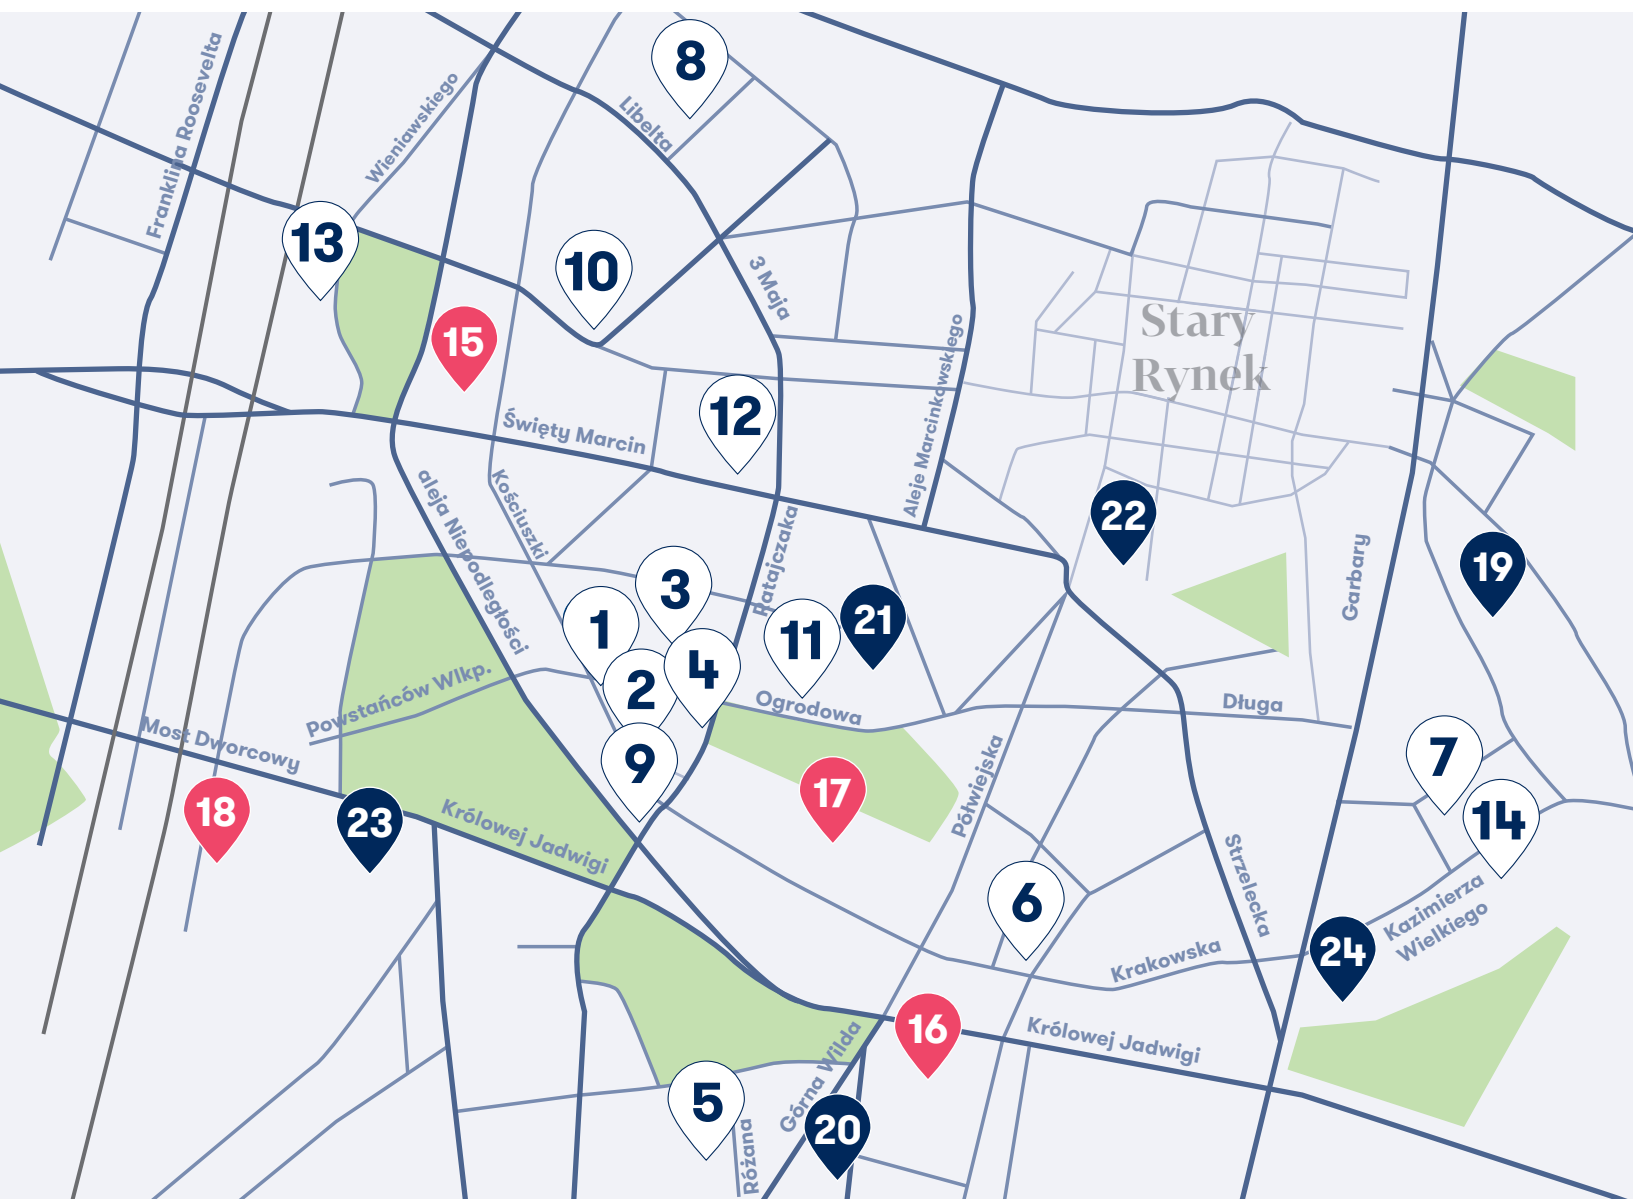 8
Franklina Roosevelta
Wieniawskiego
Libelta
13
10
3 Maja
15
Stary
Rynek
12
Święty Marcin
Aleje Marcinkowskiego
aleja Niepodległości
Kościuszki
22
Ratajczaka
Garbary
19
3
1
11
21
4
2
Powstańców Wlkp.
Ogrodowa
Długa
Most Dworcowy
9
7
17
Półwiejska
18
23
14
Królowej Jadwigi
Strzelecka
6
Kazimierza
Wielkiego
24
Krakowska
16
Królowej Jadwigi
Górna Wilda
5
20
Różana